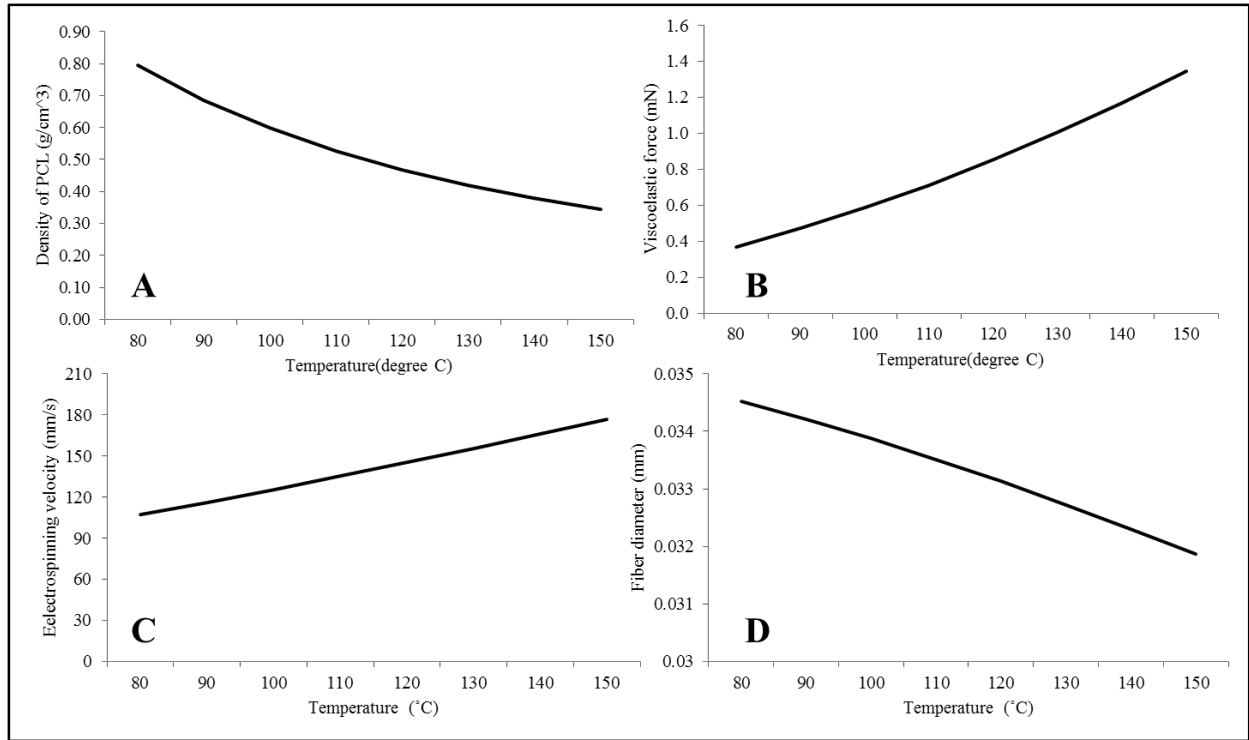 0.90
0.80
0.70
0.60
0.50
0.40
0.30
0.20
0.10
0.00
Density of PCL (g/cm^3)
A
80 90 100 110 120 130 140 150
Temperature(degree C)
1.6
1.4
1.2
1.0
0.8
0.6
0.4
0.2
0.0
Viscoelastic force (mN)
B
80 90 100 110 120 130 140 150
Temperature(degree C)
210
180
150
120
90
60
30
0
Eelectrospinning velocity (mm/s)
C
80 90 100 110 120 130 140 150
Temperature (˚C)
0.035
0.034
0.033
0.032
0.031
0.03
Fiber diameter (mm)
D
80 90 100 110 120 130 140 150
Temperature (˚C)